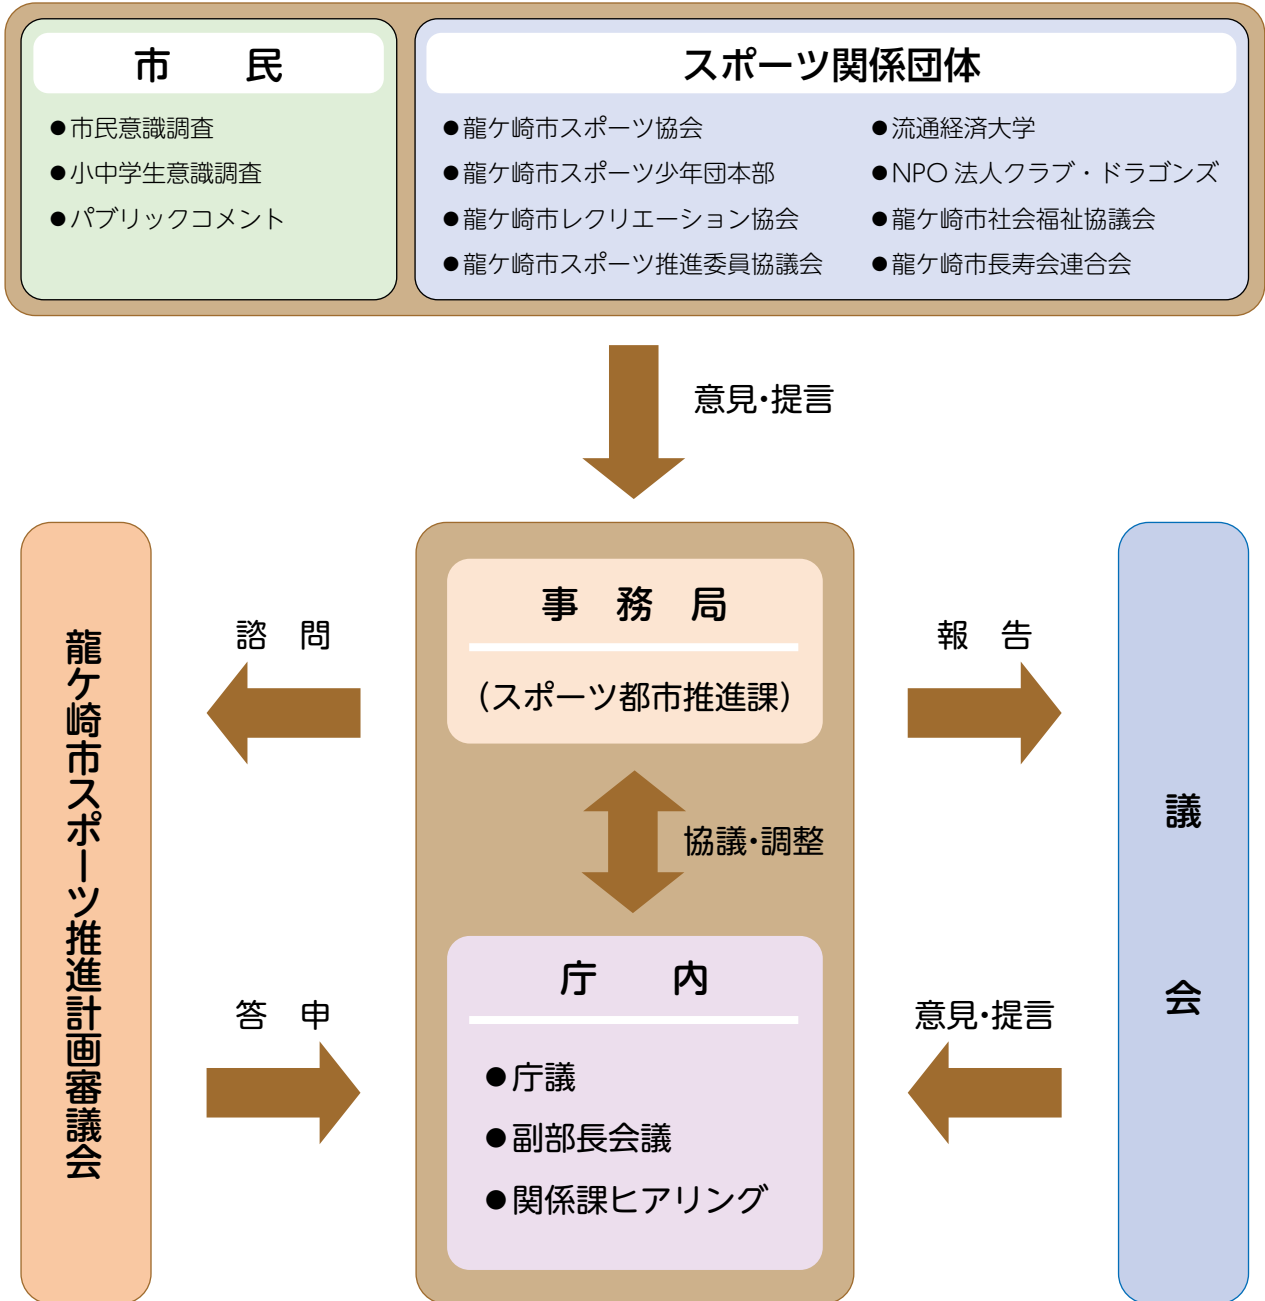 市　民
●市民意識調査
●小中学生意識調査
●パブリックコメント
スポーツ関係団体
●龍ケ崎市スポーツ協会
●龍ケ崎市スポーツ少年団本部
●龍ケ崎市レクリエーション協会
●龍ケ崎市スポーツ推進委員協議会
●流通経済大学
●NPO 法人クラブ・ドラゴンズ
●龍ケ崎市社会福祉協議会
●龍ケ崎市長寿会連合会
意見・提言
龍ケ崎市スポーツ推進計画審議会
諮　問
答　申
事　務　局
（スポーツ都市推進課）
協議・調整
庁　内
●庁議
●副部長会議
●関係課ヒアリング
報　告
意見・提言
議会